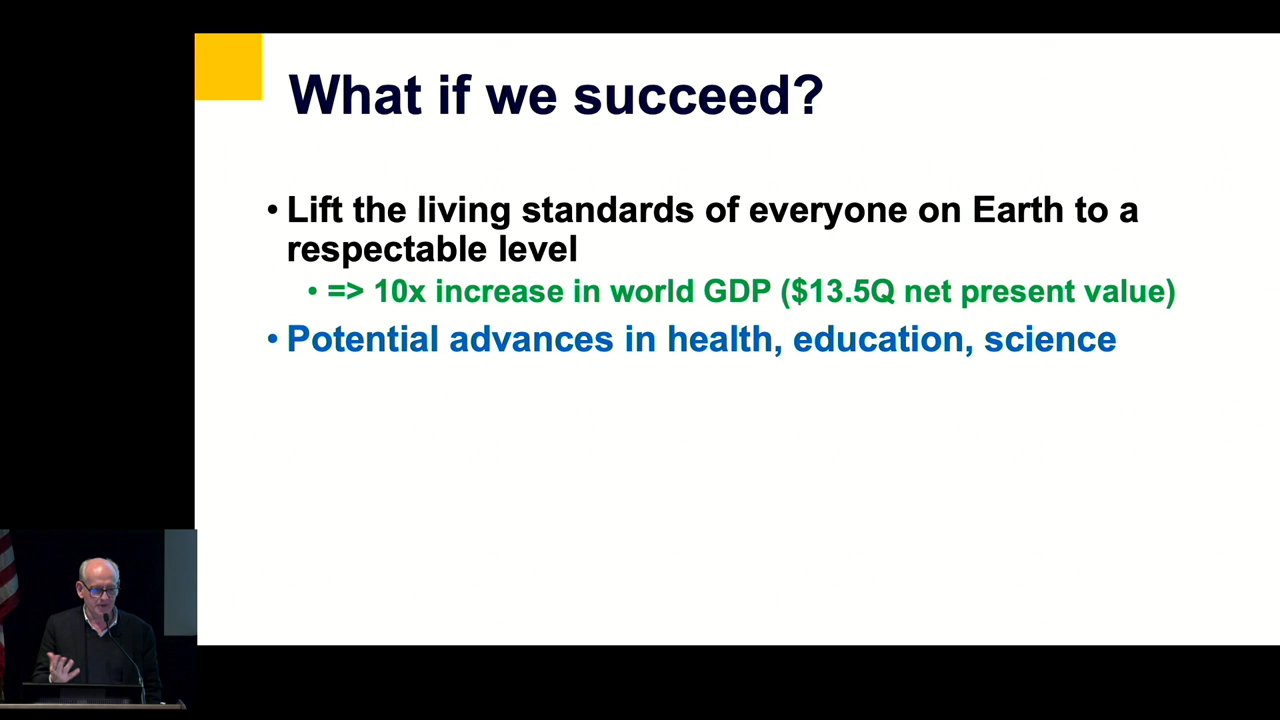 What if we succeed?
• Lift the living standards of everyone on Earth to a
respectable level
• => 10x increase in world GDP ($13.5Q net present value)
• Potential advances in health, education, science